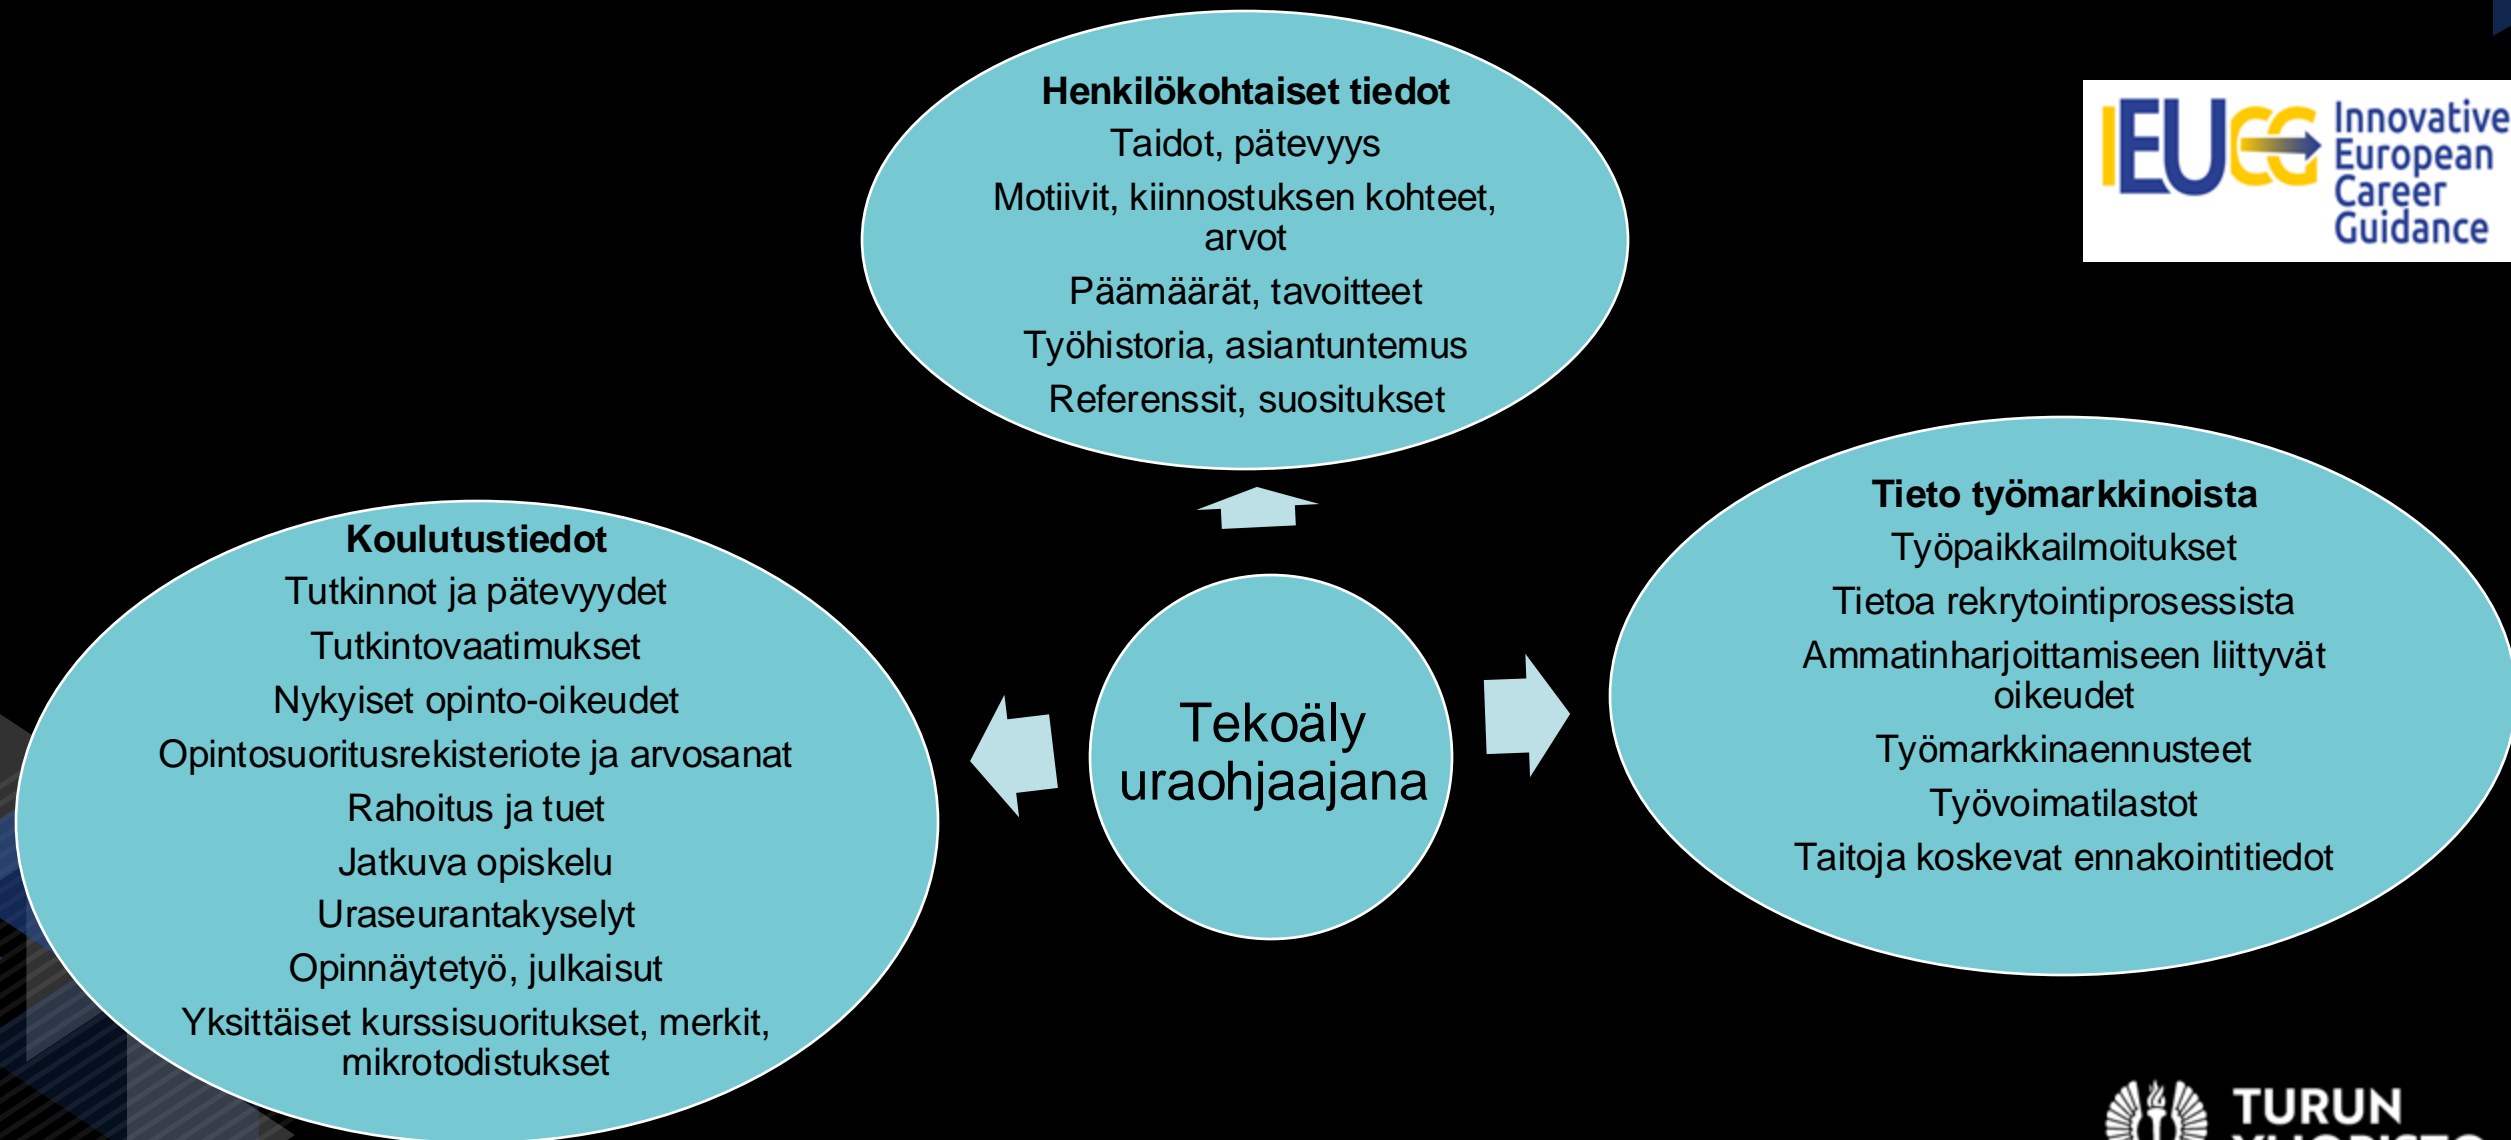 Henkilökohtaiset tiedot
Taidot, pätevyys
Motiivit, kiinnostuksen kohteet,
arvot
Päämäärät, tavoitteet
Työhistoria, asiantuntemus
Referenssit, suositukset
IEUCG
Innovative
European
Career
Guidance
Koulutustiedot
Tutkinnot ja pätevyydet
Tutkintovaatimukset
Nykyiset opinto-oikeudet
Opintosuoritusrekisteriote ja arvosanat
Rahoitus ja tuet
Jatkuva opiskelu
Uraseurantakyselyt
Opinnäytetyö, julkaisut
Yksittäiset kurssisuoritukset, merkit,
mikrotodistukset
Tekoäly
uraohjaajana
Tieto työmarkkinoista
Työpaikkailmoitukset
Tietoa rekrytointiprosessista
Ammatinharjoittamiseen liittyvät
oikeudet
Työmarkkinaennusteet
Työvoimatilastot
Taitoja koskevat ennakointitiedot
TURUN